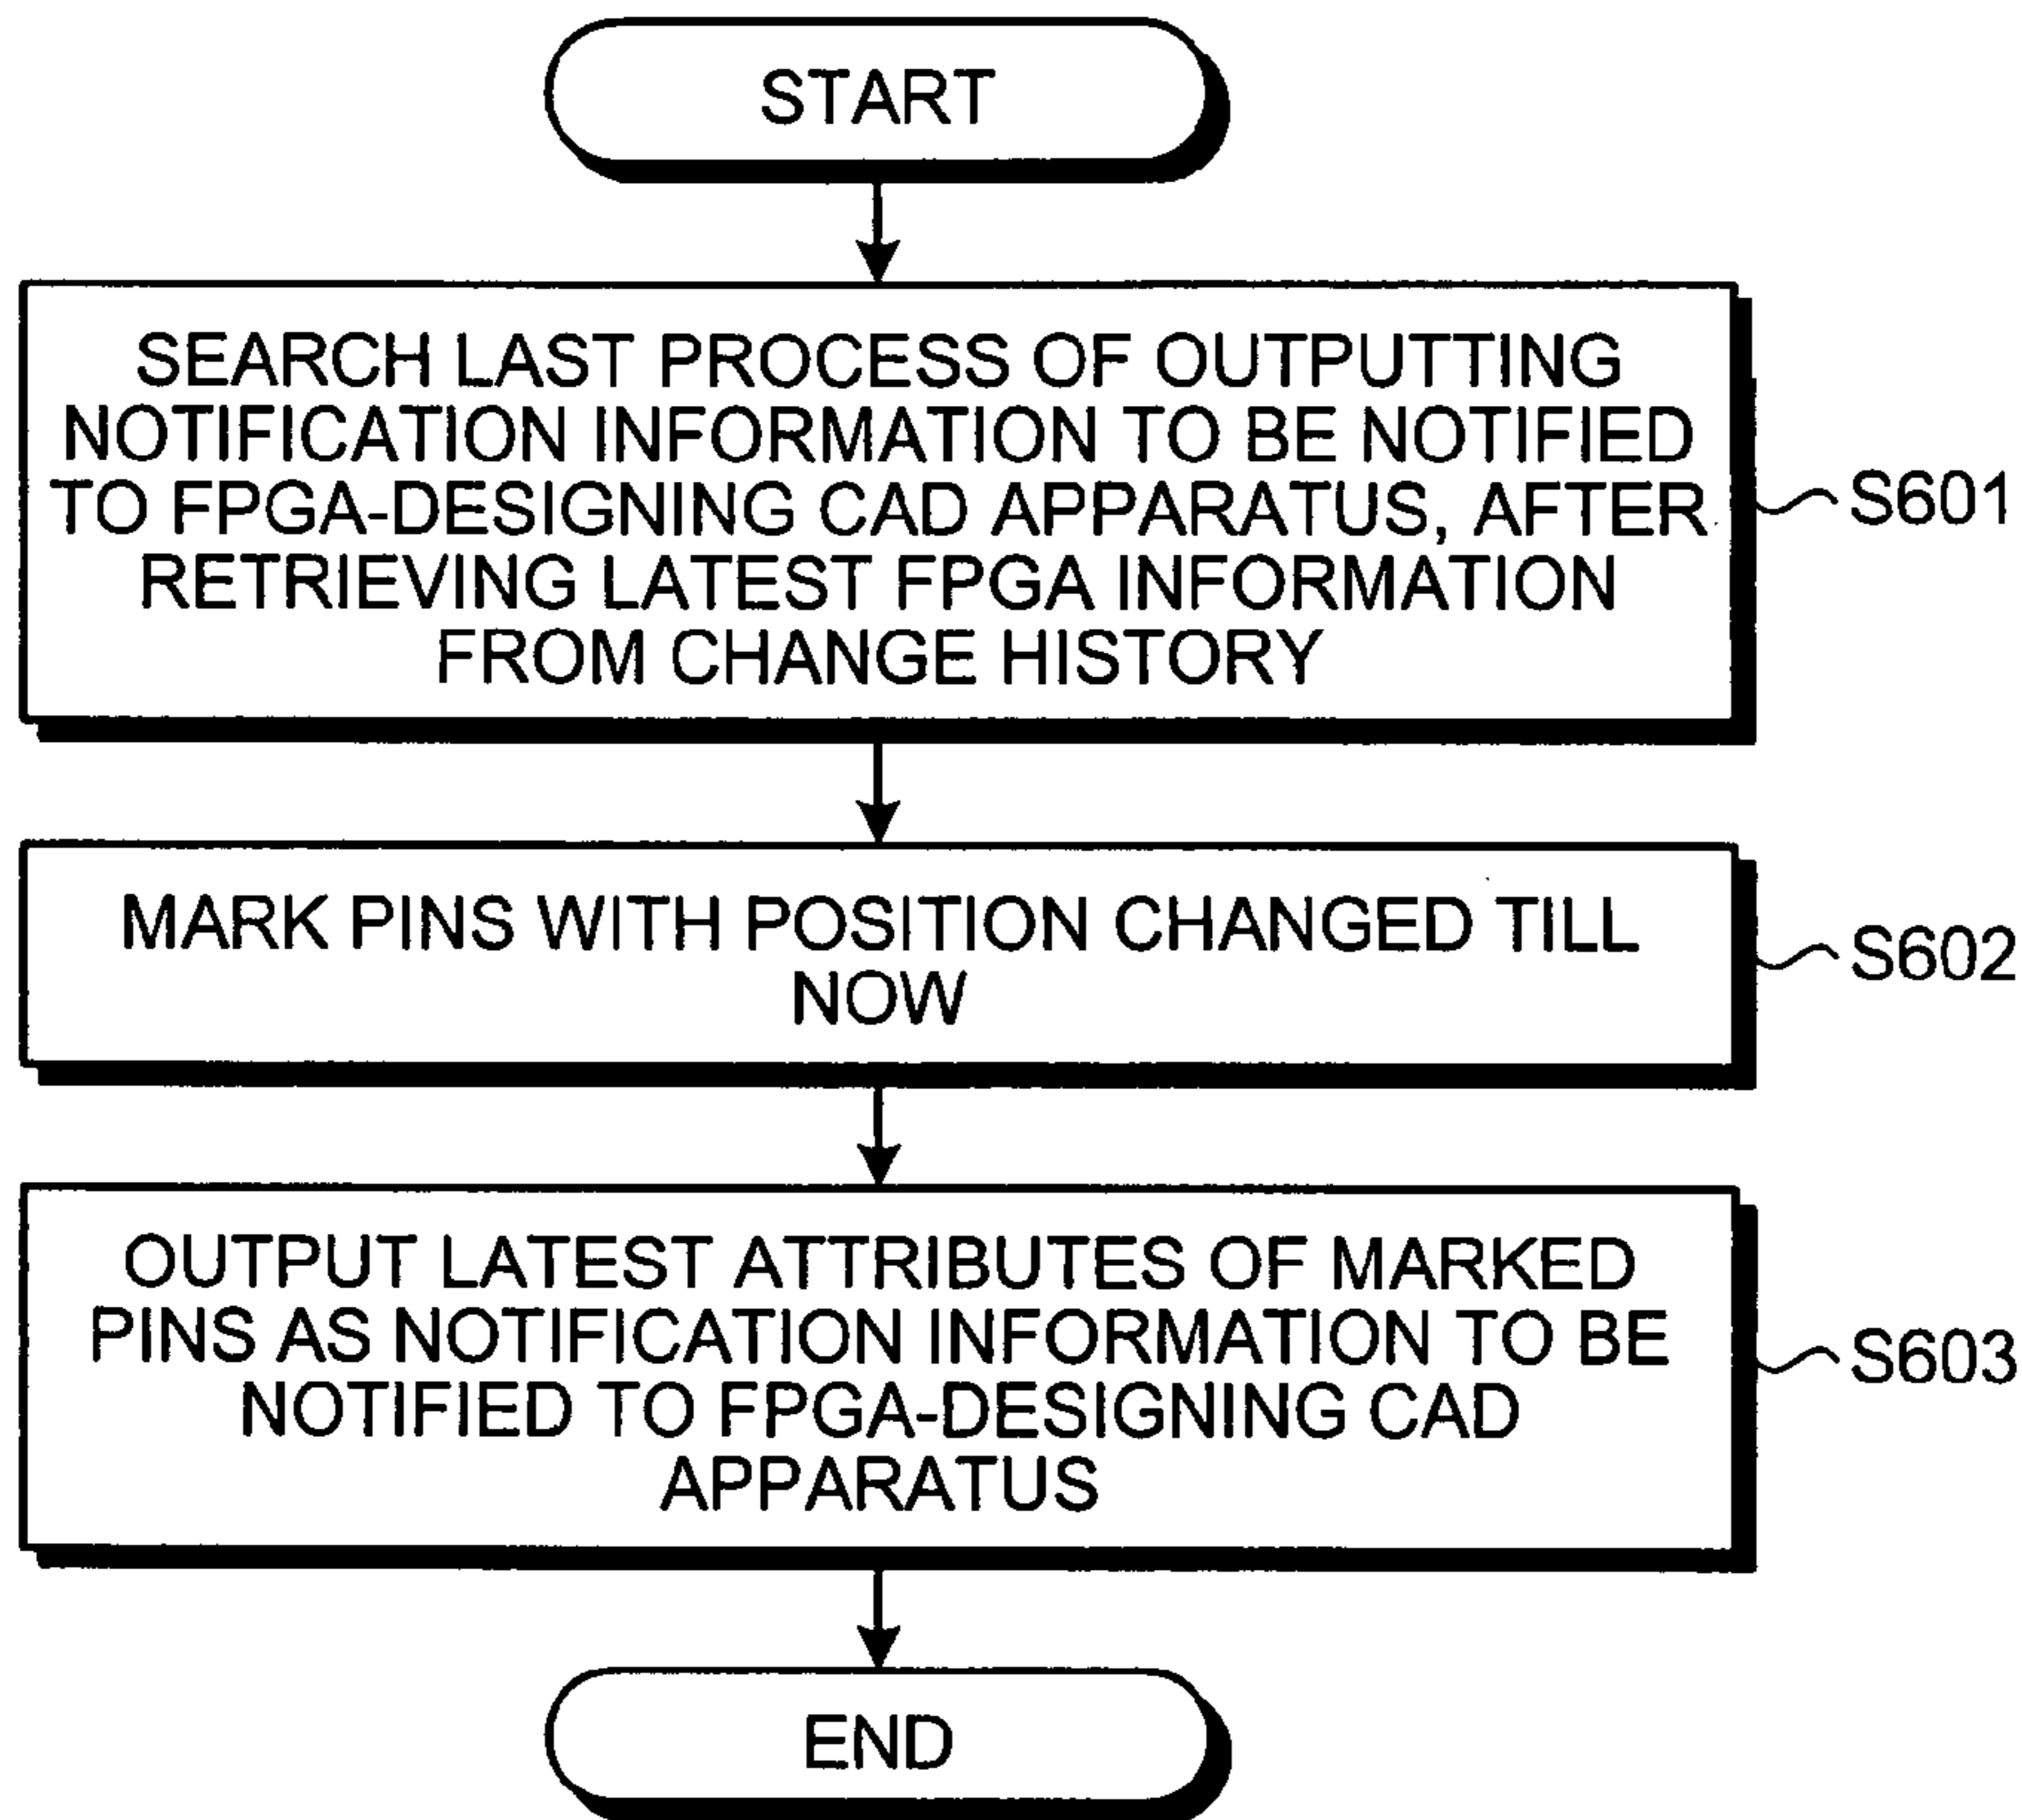 START
SEARCH LAST PROCESS OF OUTPUTTING
NOTIFICATION INFORMATION TO BE NOTIFIED
TO FPGA-DESIGNING CAD APPARATUS, AFTER
RETRIEVING LATEST FPGA INFORMATION
FROM CHANGE HISTORY
S601
MARK PINS WITH POSITION CHANGED TILL
NOW
S602
OUTPUT LATEST ATTRIBUTES OF MARKED
PINS AS NOTIFICATION INFORMATION TO BE
NOTIFIED TO FPGA-DESIGNING CAD
APPARATUS
S603
END